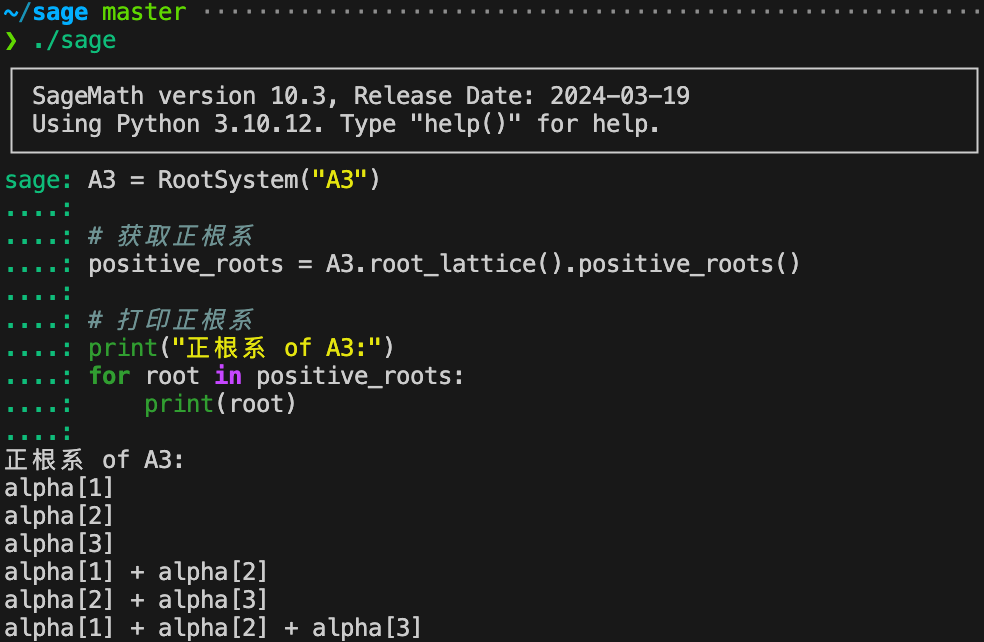 ~/sage master ························································
❯ ./sage
SageMath version 10.3, Release Date: 2024-03-19
Using Python 3.10.12. Type "help()" for help.
sage: A3 = RootSystem("A3")
....:
....: # 获取正根系
....: positive_roots = A3.root_lattice().positive_roots()
....:
....: # 打印正根系
....: print("正根系 of A3:")
....: for root in positive_roots:
....:     print(root)
....:
正根系 of A3:
alpha[1]
alpha[2]
alpha[3]
alpha[1] + alpha[2]
alpha[2] + alpha[3]
alpha[1] + alpha[2] + alpha[3]